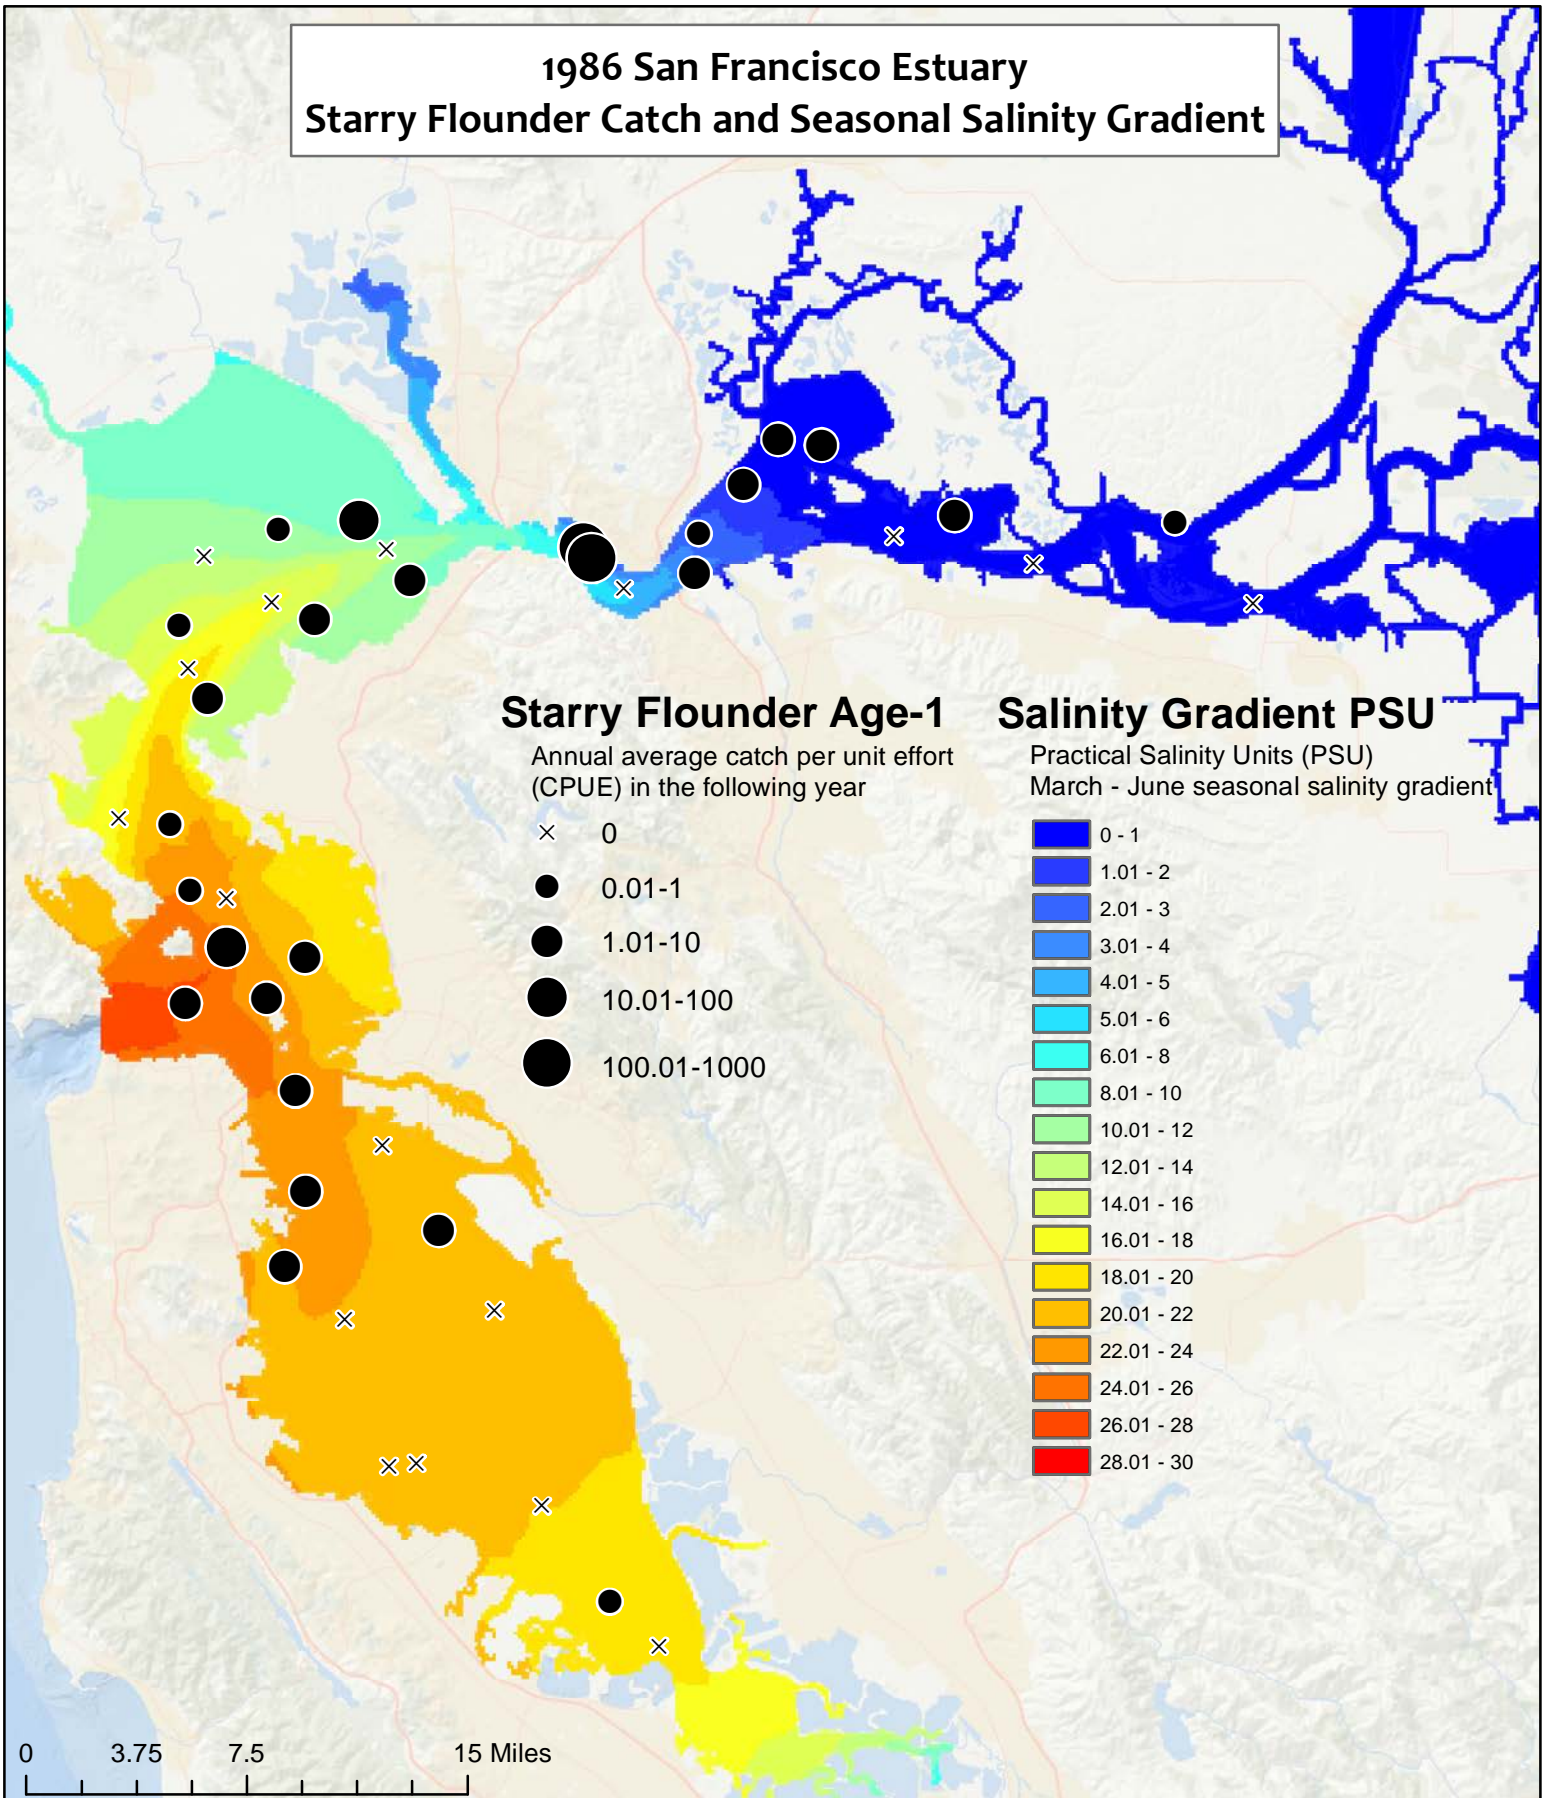 1986 San Francisco Estuary
Starry Flounder Catch and Seasonal Salinity Gradient
Starry Flounder Age-1
Annual average catch per unit effort
(CPUE) in the following year
0
0.01-1
1.01-10
10.01-100
100.01-1000
Salinity Gradient PSU
Practical Salinity Units (PSU)
March - June seasonal salinity gradient
0 - 1
1.01 - 2
2.01 - 3
3.01 - 4
4.01 - 5
5.01 - 6
6.01 - 8
8.01 - 10
10.01 - 12
12.01 - 14
14.01 - 16
16.01 - 18
18.01 - 20
20.01 - 22
22.01 - 24
24.01 - 26
26.01 - 28
28.01 - 30
0 3.75 7.5 15 Miles